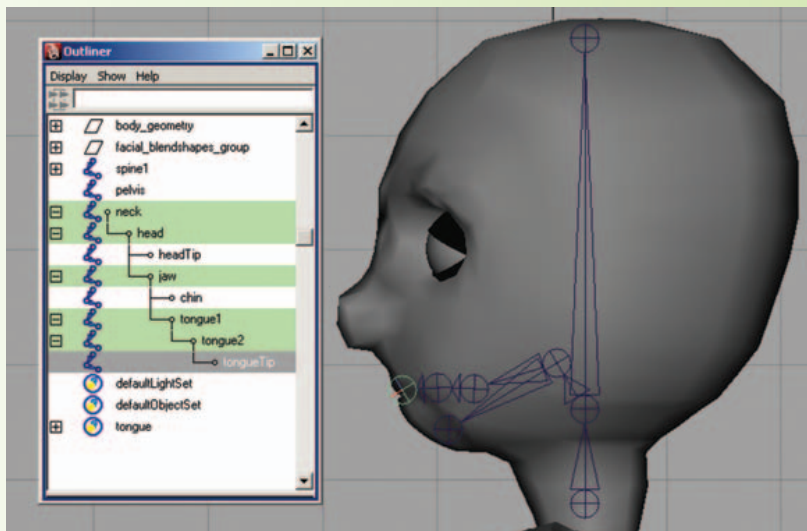 Outliner
Display Show Help
body_geometry
facial_blendshapes_group
spine1
pelvis
neck
head
headTip
jaw
chin
tongue1
tongue2
tongueTip
defaultLightSet
defaultObjectSet
tongue